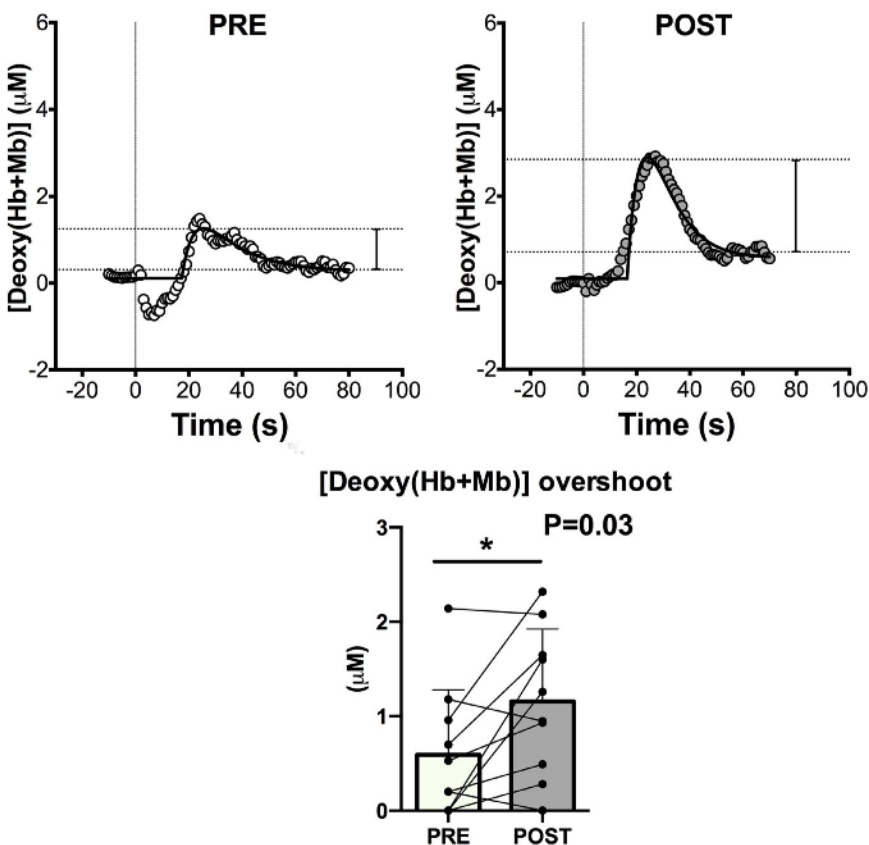 PRE
[Deoxy(Hb+Mb)] (μM)
6
4
2
0
-2
-20 0 20 40 60 80 100
Time (s)
POST
[Deoxy(Hb+Mb)] (μM)
6
4
2
0
-2
-20 0 20 40 60 80 100
Time (s)
[Deoxy(Hb+Mb)] overshoot
P=0.03
*
(μM)
3
2
1
0
PRE POST